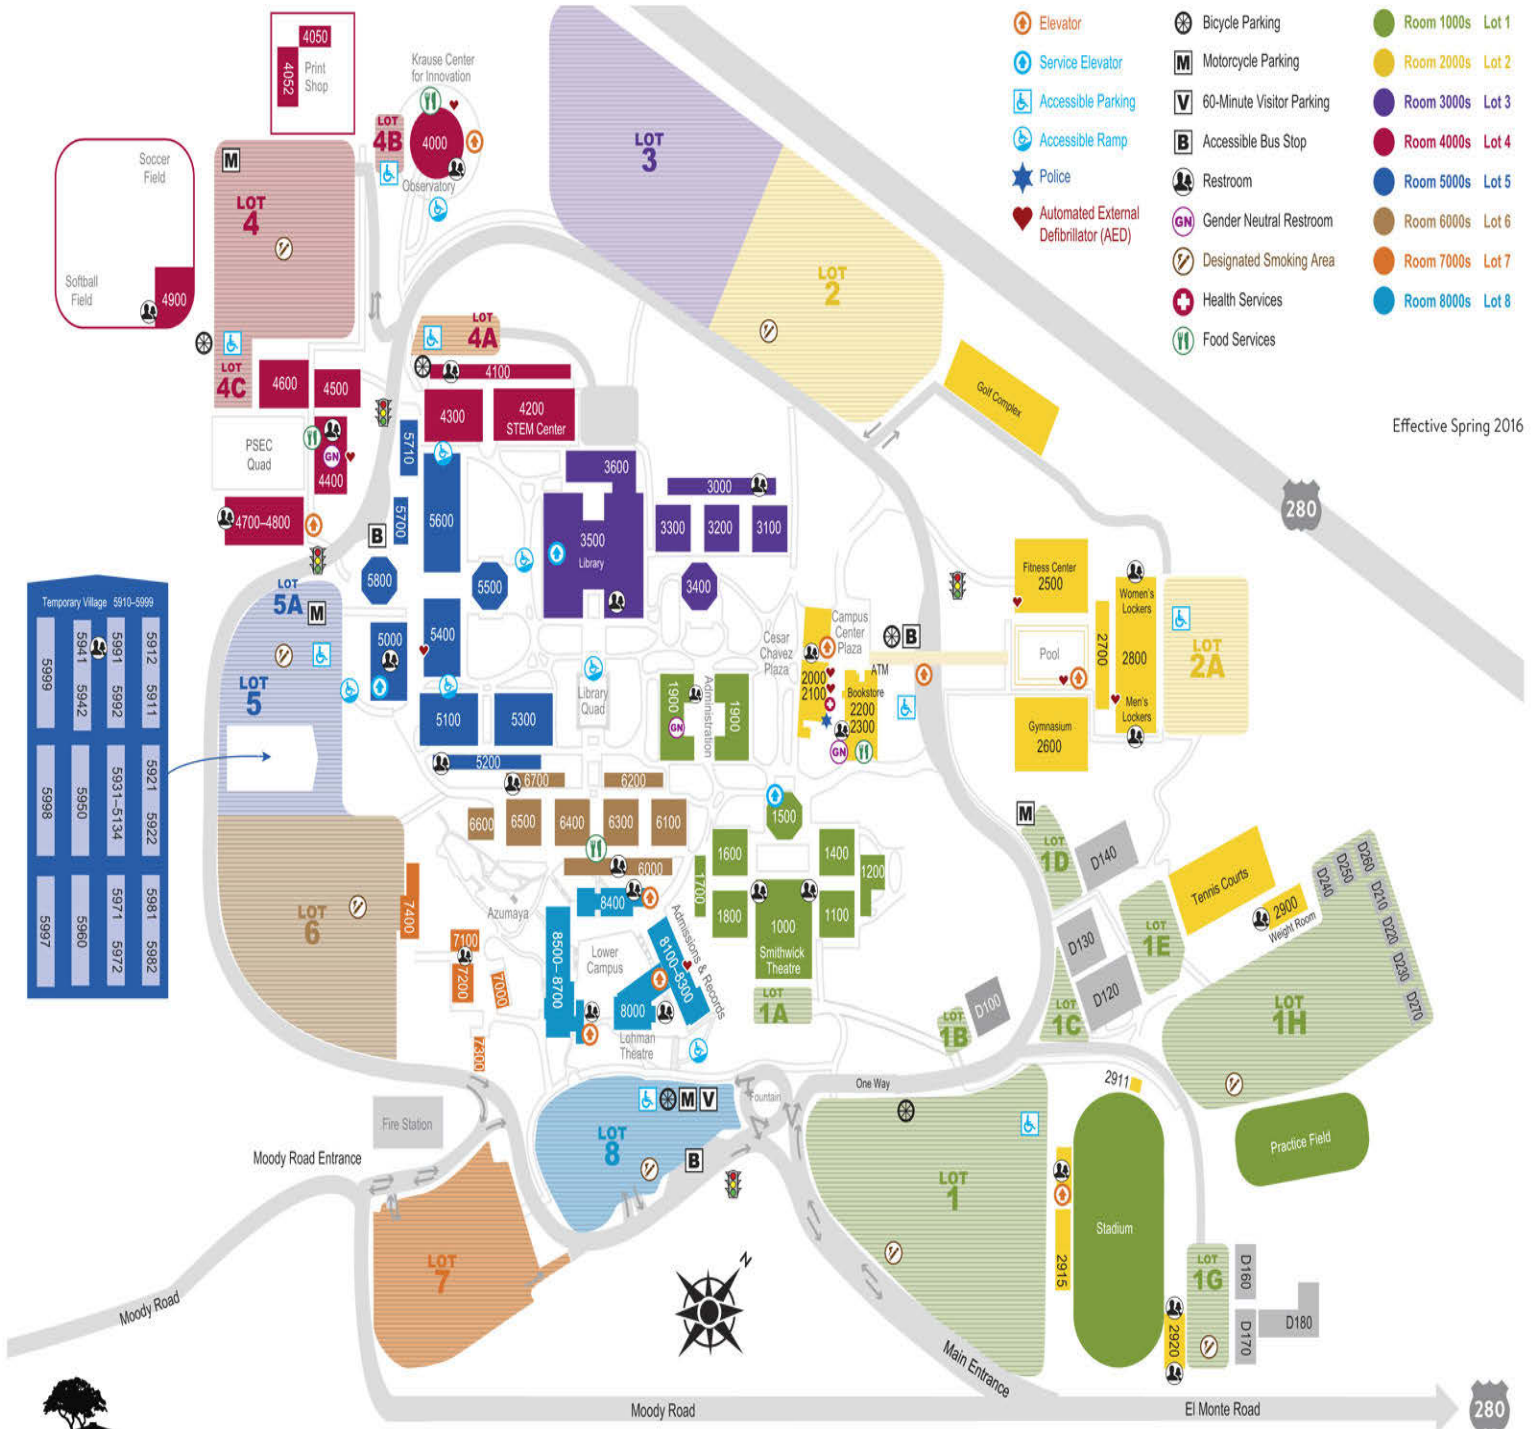 Elevator
Service Elevator
Accessible Parking
Accessible Ramp
Police
Automated External
Defibrillator (AED)
Bicycle Parking
M
Motorcycle Parking
V
60-Minute Visitor Parking
B
Accessible Bus Stop
Restroom
GN
Gender Neutral Restroom
Designated Smoking Area
Health Services
Food Services
Room 1000s Lot 1
Room 2000s Lot 2
Room 3000s Lot 3
Room 4000s Lot 4
Room 5000s Lot 5
Room 6000s Lot 6
Room 7000s Lot 7
Room 8000s Lot 8
Effective Spring 2016
280
4050
4052
Print
Shop
Krause Center
for Innovation
LOT
4B
4000
Observatory
Soccer
Field
Softball
Field
4900
M
LOT
4
LOT
4C
4600
4500
PSEC
Quad
GN
4400
4700–4800
LOT
3
LOT
2
Golf Complex
LOT
4A
4100
4300
4200
STEM Center
5710
5700
5600
B
5800
5500
5000
5400
5100
5300
5200
3600
3500
Library
3000
3300
3200
3100
3400
Library
Quad
1900
GN
Administration
1900
Cesar
Chavez
Plaza
Campus
Center
Plaza
B
ATM
2000
2100
Bookstore
2200
2300
GN
Fitness Center
2500
Pool
Gymnasium
2600
2700
Women's
Lockers
2800
Men's
Lockers
LOT
2A
Temporary Village 5910–5999
5999
5941
5942
5991
5992
5912
5911
5998
5950
5931–5134
5921
5922
5997
5960
5971
5972
5981
5982
LOT
5A
M
LOT
5
LOT
6
7400
7100
7200
7000
7300
6700
6200
6600
6500
6400
6300
6100
6000
Azumaya
8400
8500–8700
Lower
Campus
8100–8300
Admissions & Records
8000
Lohman
Theatre
1500
1600
1400
1200
1700
1800
1000
Smithwick
Theatre
1100
LOT
1A
M
LOT
1D
D140
D130
D120
LOT
1C
LOT
1B
D100
LOT
1E
Tennis Courts
2900
Weight Room
D260
D250
D240
D210
D220
D230
D270
LOT
1H
Practice Field
One Way
Fountain
2911
LOT
1
2915
Stadium
2920
LOT
1G
D160
D170
D180
Fire Station
Moody Road Entrance
M
V
LOT
8
B
LOT
7
N
Moody Road
Main Entrance
Moody Road
El Monte Road
280